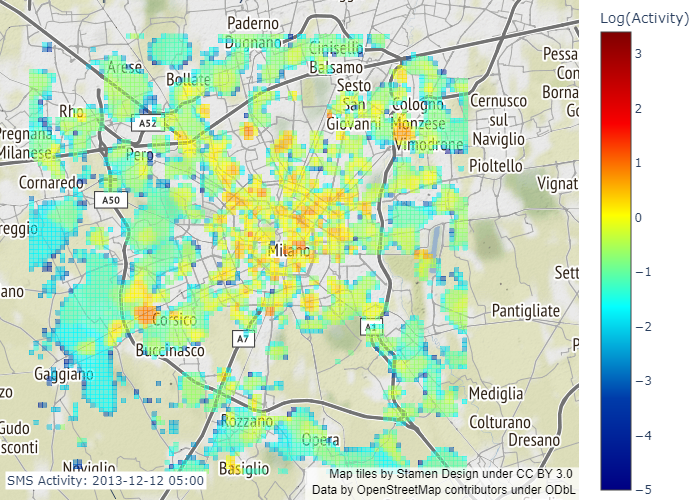 Log(Activity)
Paderno
Dugnano
Cinisello
Balsamo
Pessa
Arese
Bollate
Sesto
Con
San
Giovanni
Cologno
Monzese
Cernusco
sul
Naviglio
Borna
Rho
A52
Go
Pregnana
Milanese
Pero
Vimodrone
Pioltello
Cornaredo
A50
Vignat
reggio
Milano
Sett
ano
Corsico
Pantigliate
A7
A1
Buccinasco
P
Gaggiano
Mediglia
zzo
Rozzano
Colturano
Gudo
sconti
Opera
Dresano
Noviglio
Basiglio
SMS Activity: 2013-12-12 05:00
Map tiles by Stamen Design under CC BY 3.0
Data by OpenStreetMap contributors under ODbL
3
2
1
0
−1
−2
−3
−4
−5